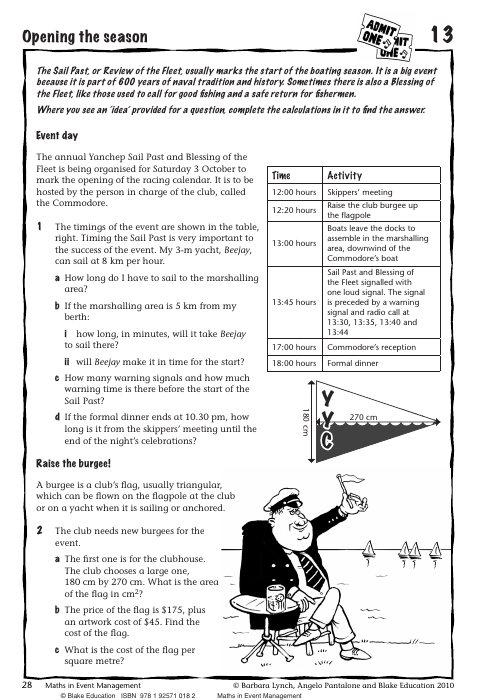 Opening the season
ADMIT
ONE
MIT
ONE
13
The Sail Past, or Review of the Fleet, usually marks the start of the boating season. It is a big event
because it is part of 600 years of naval tradition and history. Sometimes there is also a Blessing of
the Fleet, like those used to call for good fishing and a safe return for fishermen.
Where you see an ‘idea’ provided for a question, complete the calculations in it to find the answer.
Event day
The annual Yanchep Sail Past and Blessing of the
Fleet is being organised for Saturday 3 October to
mark the opening of the racing calendar. It is to be
hosted by the person in charge of the club, called
the Commodore.
1 The timings of the event are shown in the table,
right. Timing the Sail Past is very important to
the success of the event. My 3-m yacht, Beejay,
can sail at 8 km per hour.
a How long do I have to sail to the marshalling
area?
b If the marshalling area is 5 km from my
berth:
i how long, in minutes, will it take Beejay
to sail there?
ii will Beejay make it in time for the start?
c How many warning signals and how much
warning time is there before the start of the
Sail Past?
d If the formal dinner ends at 10.30 pm, how
long is it from the skippers’ meeting until the
end of the night’s celebrations?
Time Activity
12:00 hours Skippers’ meeting
12:20 hours Raise the club burgee up
the flagpole
13:00 hours Boats leave the docks to
assemble in the marshalling
area, downwind of the
Commodore’s boat
13:45 hours Sail Past and Blessing of
the Fleet signalled with
one loud signal. The signal
is preceded by a warning
signal and radio call at
13:30, 13:35, 13:40 and
13:44
17:00 hours Commodore’s reception
18:00 hours Formal dinner
180 cm
Y
Y
C
270 cm
Raise the burgee!
A burgee is a club’s flag, usually triangular,
which can be flown on the flagpole at the club
or on a yacht when it is sailing or anchored.
2 The club needs new burgees for the
event.
a The first one is for the clubhouse.
The club chooses a large one,
180 cm by 270 cm. What is the area
of the flag in cm²?
b The price of the flag is $175, plus
an artwork cost of $45. Find the
cost of the flag.
c What is the cost of the flag per
square metre?
28 Maths in Event Management © Barbara Lynch, Angelo Pantalone and Blake Education 2010
© Blake Education ISBN 978 1 92571 018 2 Maths in Event Management